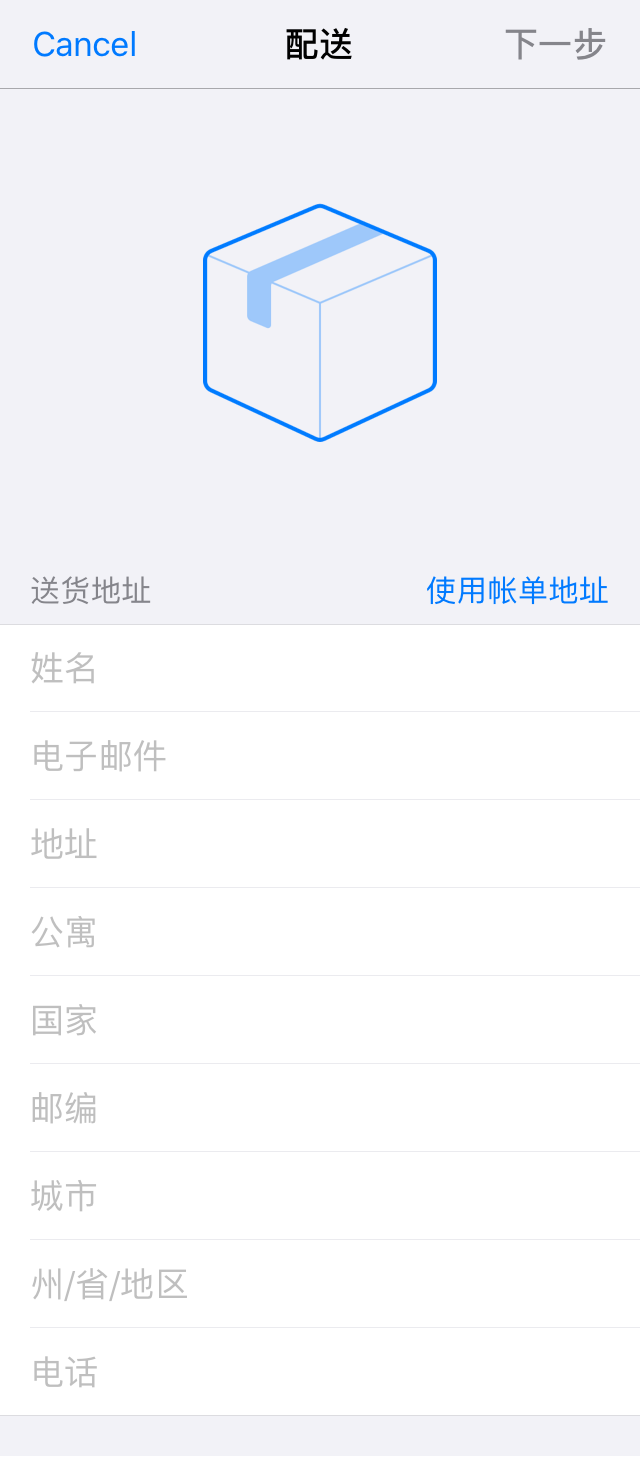 Cancel 配送 下一步
送货地址 使用帐单地址
姓名
电子邮件
地址
公寓
国家
邮编
城市
州/省/地区
电话